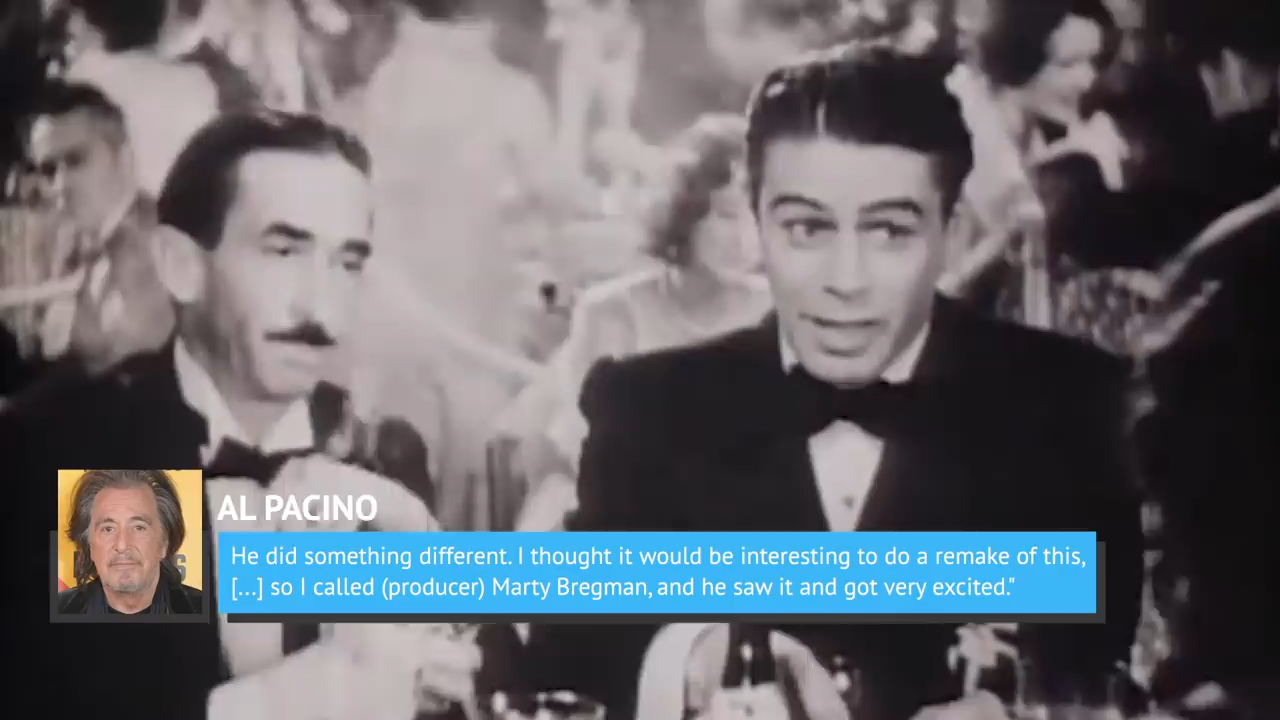 AL PACINO
He did something different. I thought it would be interesting to do a remake of this,
[...] so I called (producer) Marty Bregman, and he saw it and got very excited."